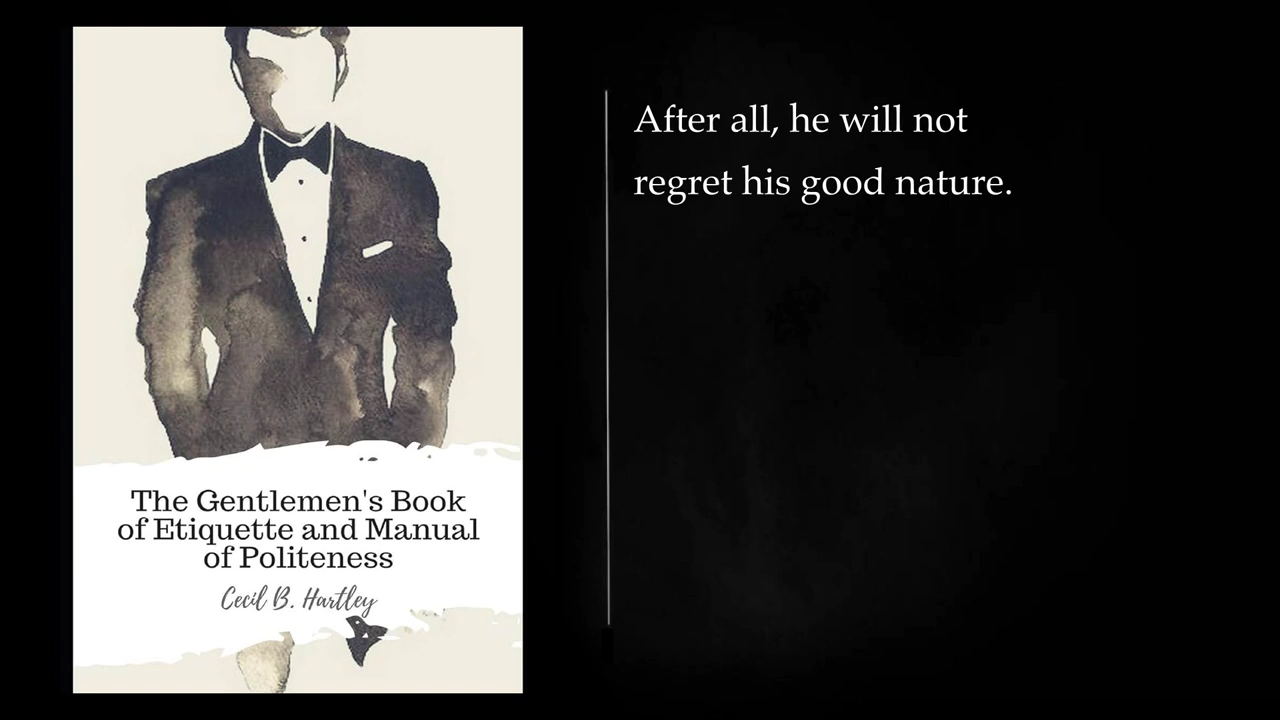 The Gentlemen's Book
of Etiquette and Manual
of Politeness
Cecil B. Hartley
After all, he will not
regret his good nature.